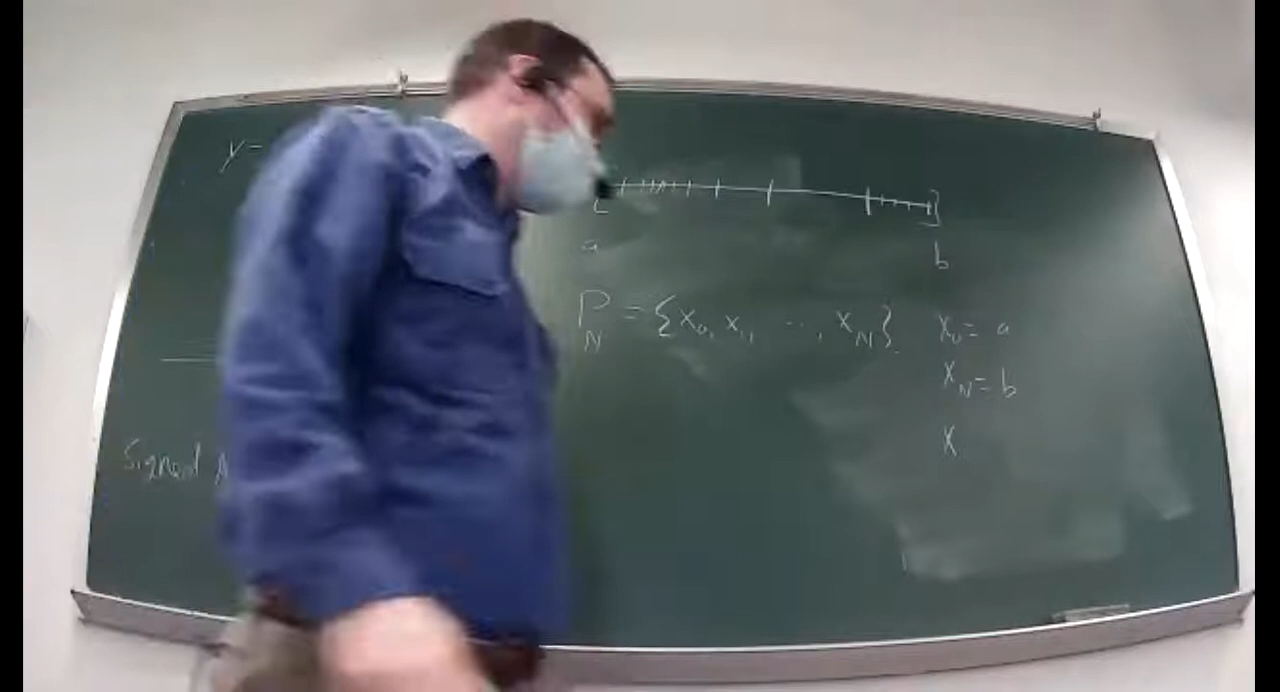 y =
[ ]
a b
P_N = {x_0, x_1, ..., x_N} x_0 = a
x_N = b
x
Signed